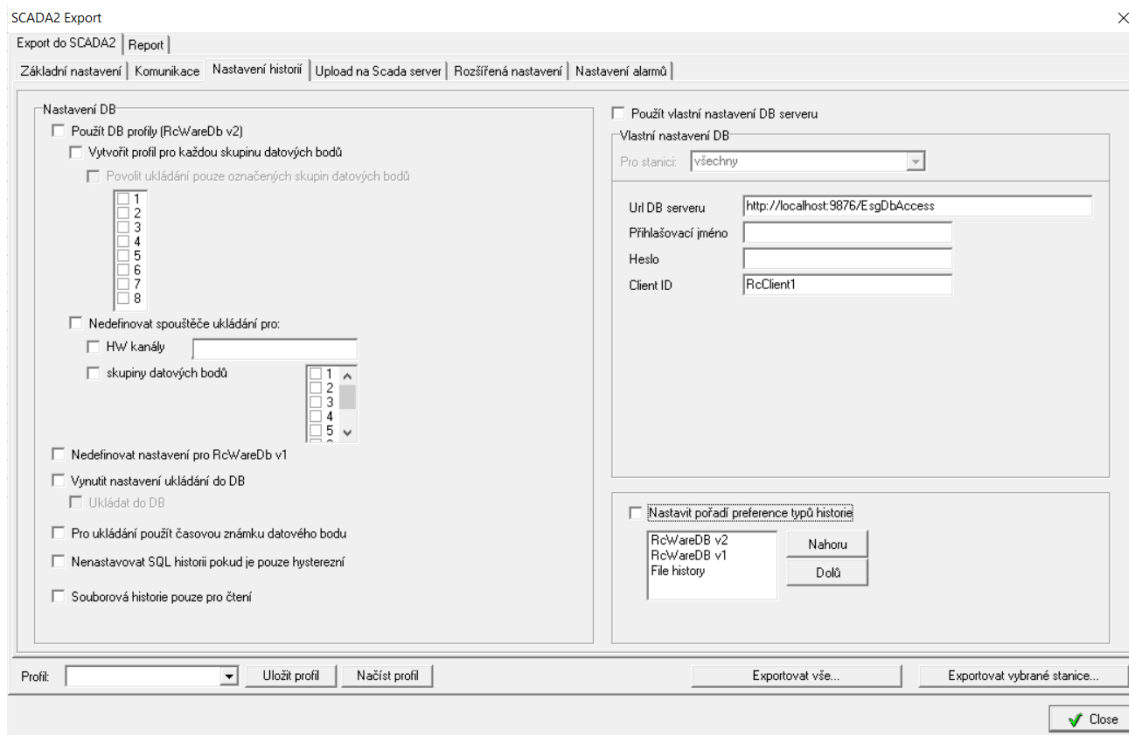 SCADA2 Export
Export do SCADA2 Report
Základní nastavení Komunikace Nastavení historií Upload na Scada server Rozšířená nastavení Nastavení alarmů
Nastavení DB
Použít DB profily (RcWareDb v2)
Vytvořit profil pro každou skupinu datových bodů
Povolit ukládání pouze označených skupin datových bodů
1
2
3
4
5
6
7
8
Nedefinovat spouštěče ukládání pro:
HW kanály
skupiny datových bodů
1
2
3
4
5
Nedefinovat nastavení pro RcWareDb v1
Vynutit nastavení ukládání do DB
Ukládat do DB
Pro ukládání použít časovou známku datového bodu
Nenastavovat SQL historii pokud je pouze hysterezní
Souborová historie pouze pro čtení
Použít vlastní nastavení DB serveru
Vlastní nastavení DB
Pro stanici: všechny
Url DB serveru http://localhost:9876/EsgDbAccess
Přihlašovací jméno
Heslo
Client ID RcClient1
Nastavit pořadí preference typů historie
RcWareDB v2
RcWareDB v1
File history
Nahoru
Dolů
Profil: Uložit profil Načíst profil Exportovat vše... Exportovat vybrané stanice...
Close